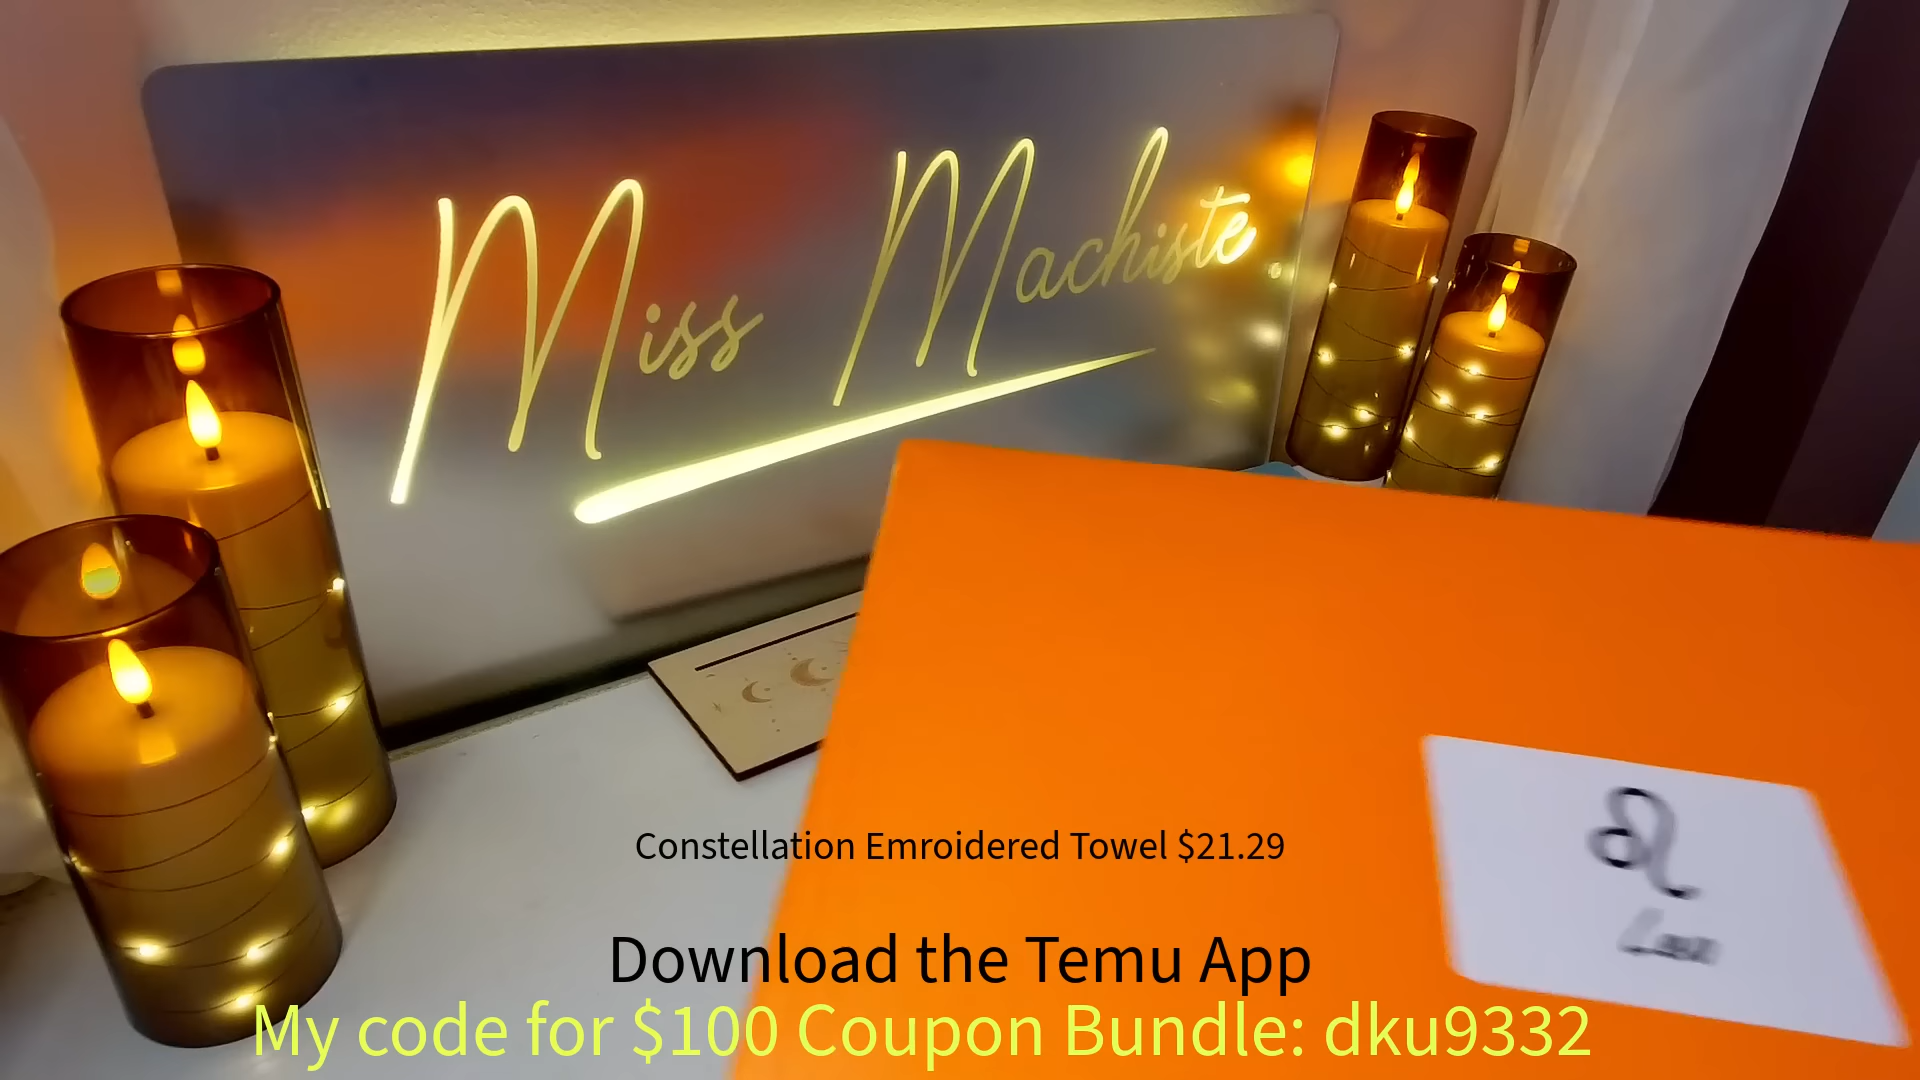 Miss Machiste
Constellation Emroidered Towel $21.29
Download the Temu App
My code for $100 Coupon Bundle: dku9332